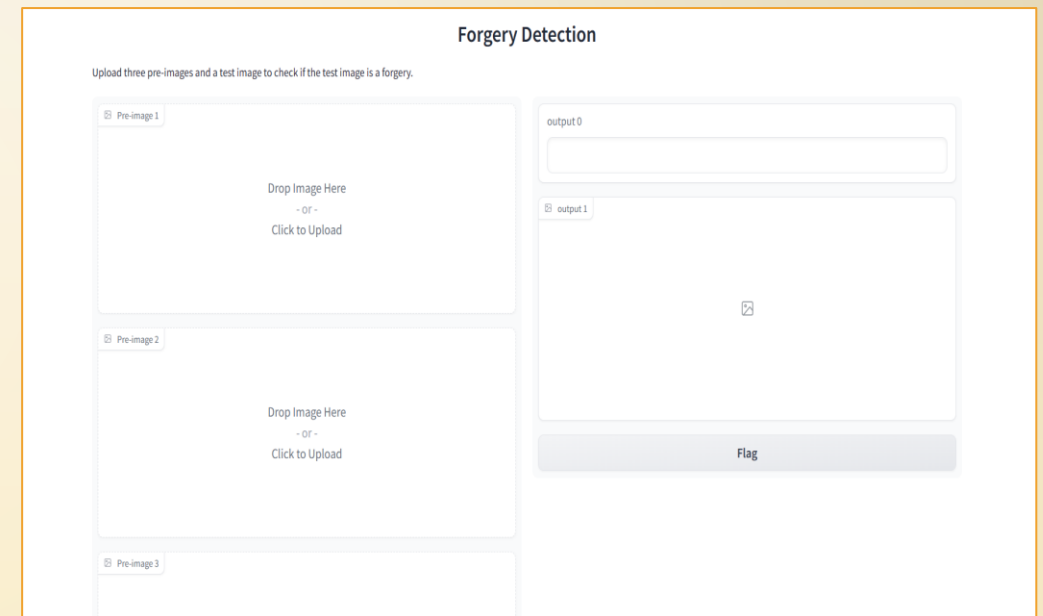 Forgery Detection
Upload three pre-images and a test image to check if the test image is a forgery.
Pre-image 1
Drop Image Here
- or -
Click to Upload
Pre-image 2
Drop Image Here
- or -
Click to Upload
Pre-image 3
output 0
output 1
Flag